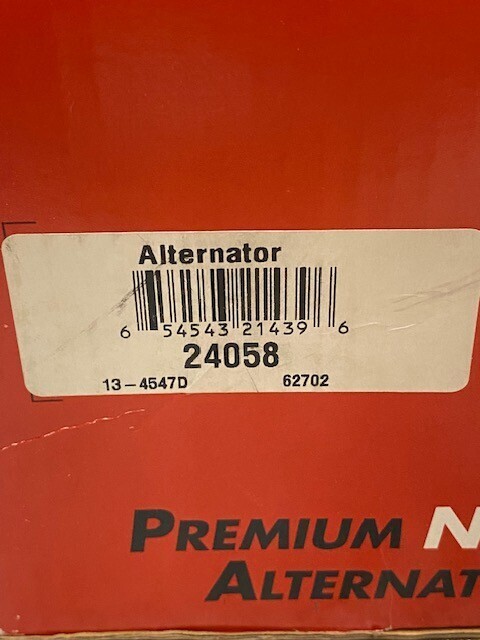 Alternator
6 54543 21439 6
24058
13-4547D 62702
PREMIUM N
ALTERNAT